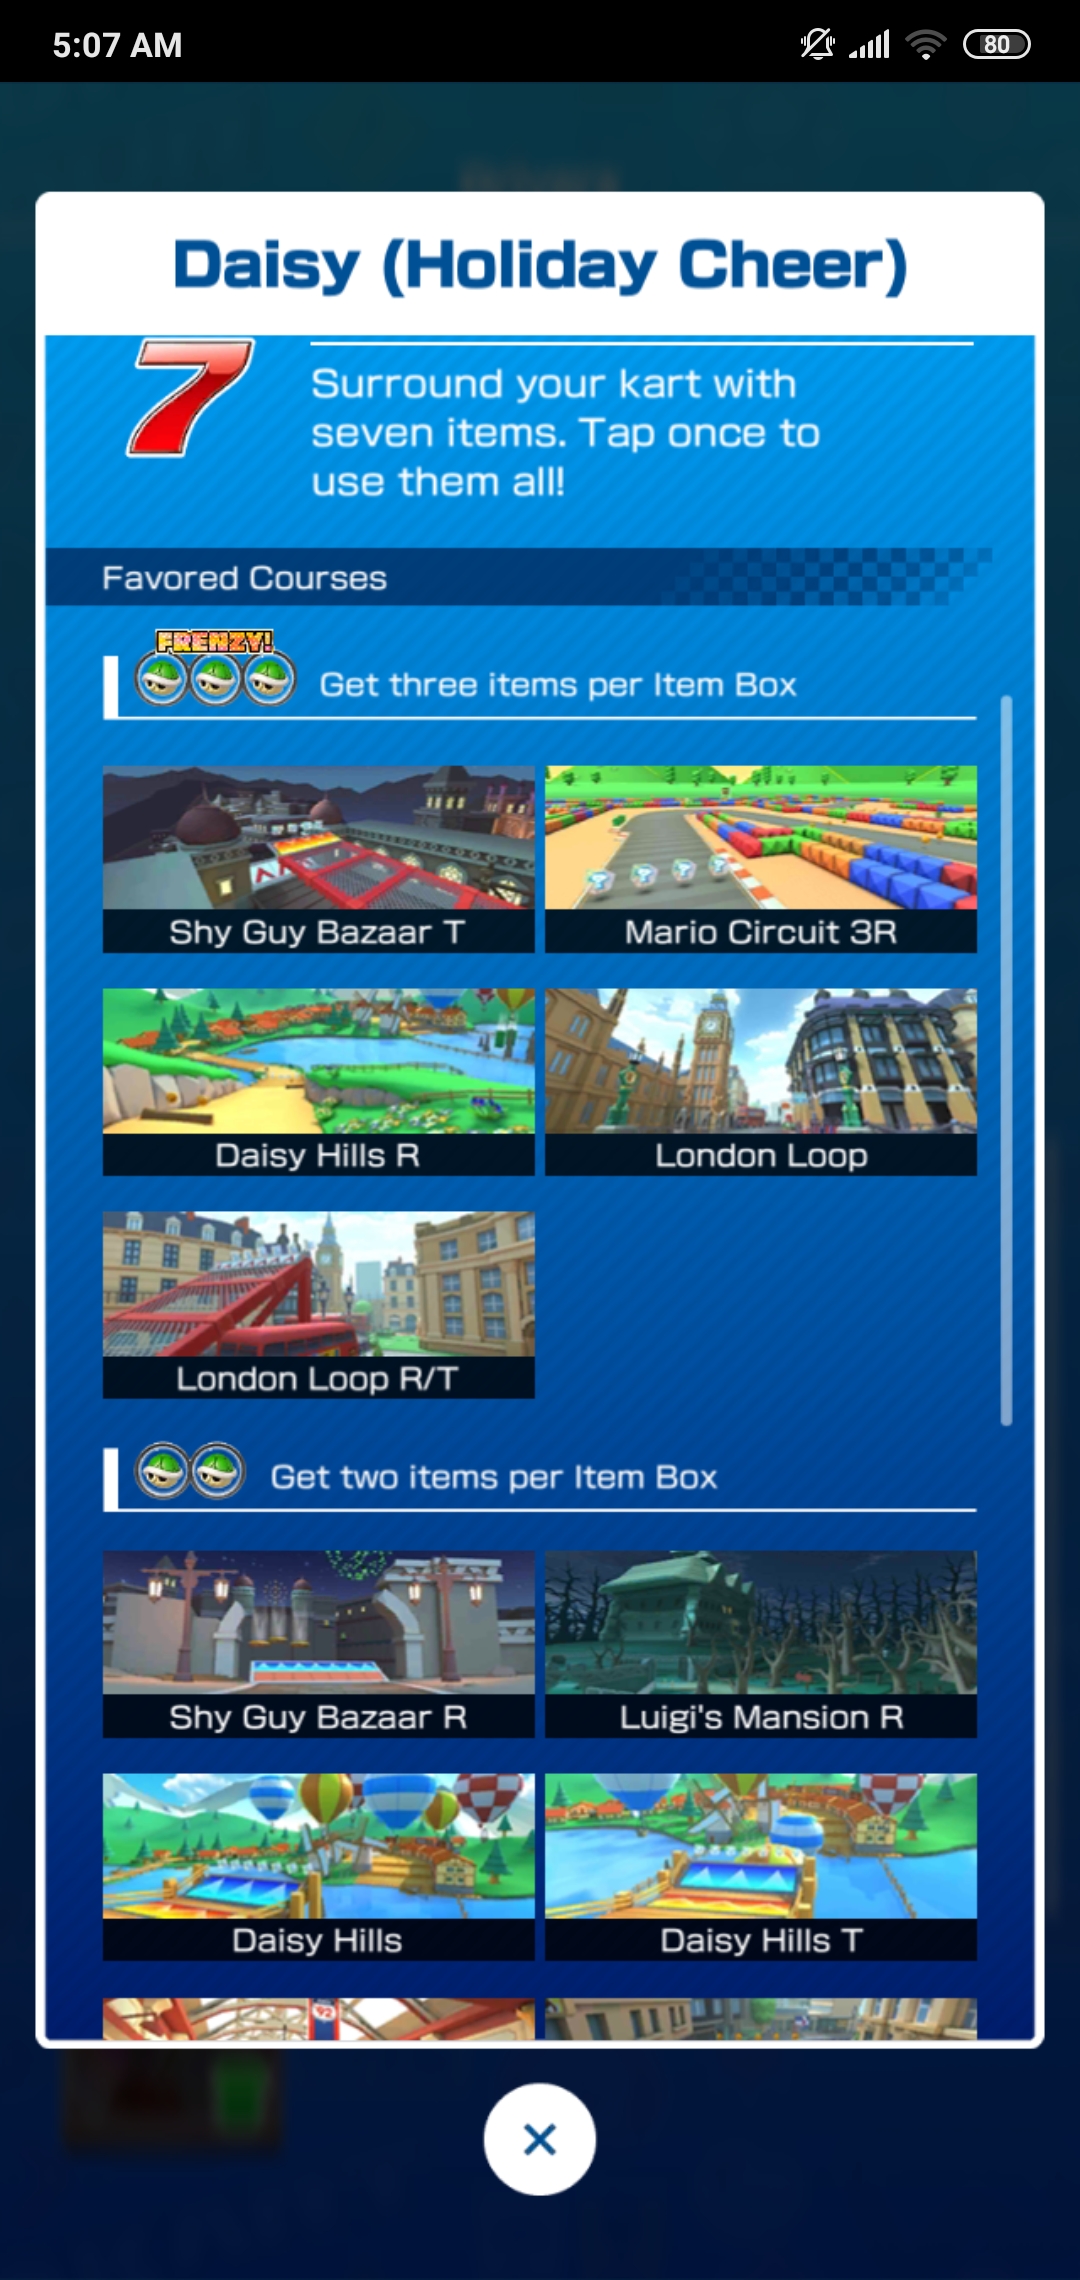 5:07 AM
80
Daisy (Holiday Cheer)
7
Surround your kart with
seven items. Tap once to
use them all!
Favored Courses
FRENZY!
Get three items per Item Box
Shy Guy Bazaar T
Mario Circuit 3R
Daisy Hills R
London Loop
London Loop R/T
Get two items per Item Box
Shy Guy Bazaar R
Luigi's Mansion R
Daisy Hills
Daisy Hills T